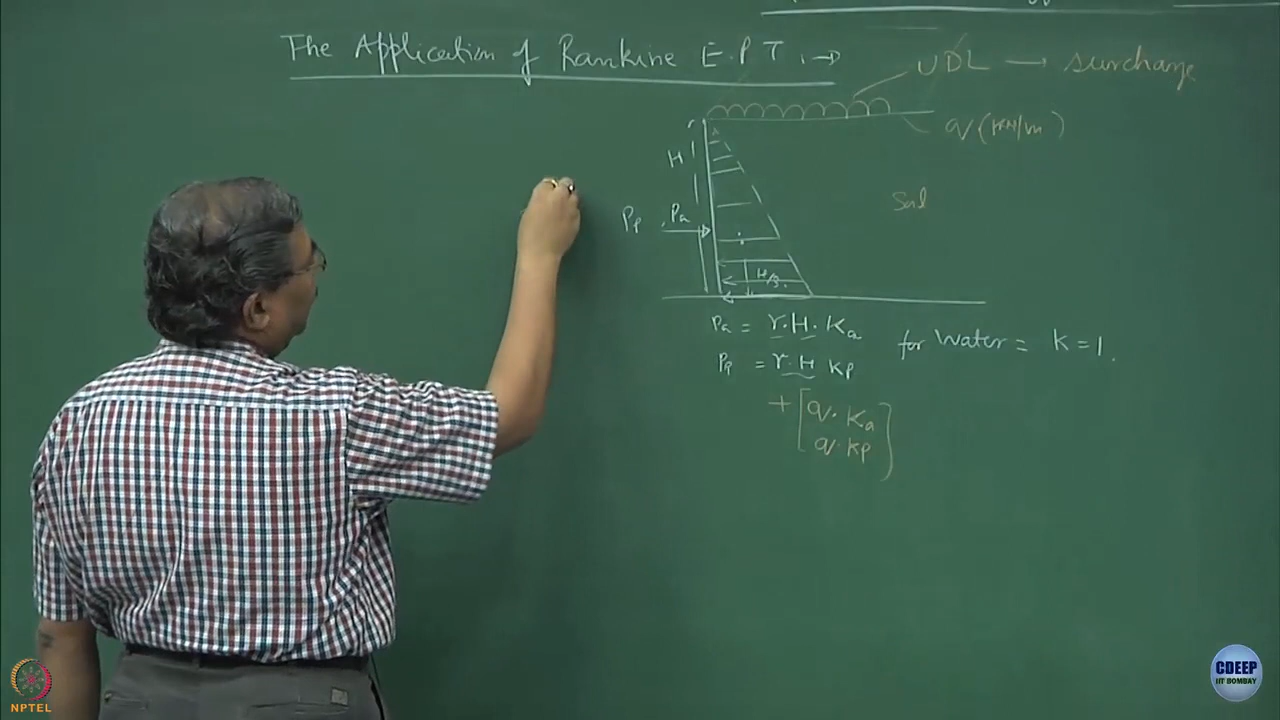 The Application of Rankine E.P.T. →
UDL → surcharge
q (kN/m)
H
Pp , Pa
H/3
Pa = γ.H.Ka
for Water = K = 1.
Pp = γ.H Kp
+ [ q.Ka
q.Kp ]
NPTEL
CDEEP
IIT BOMBAY